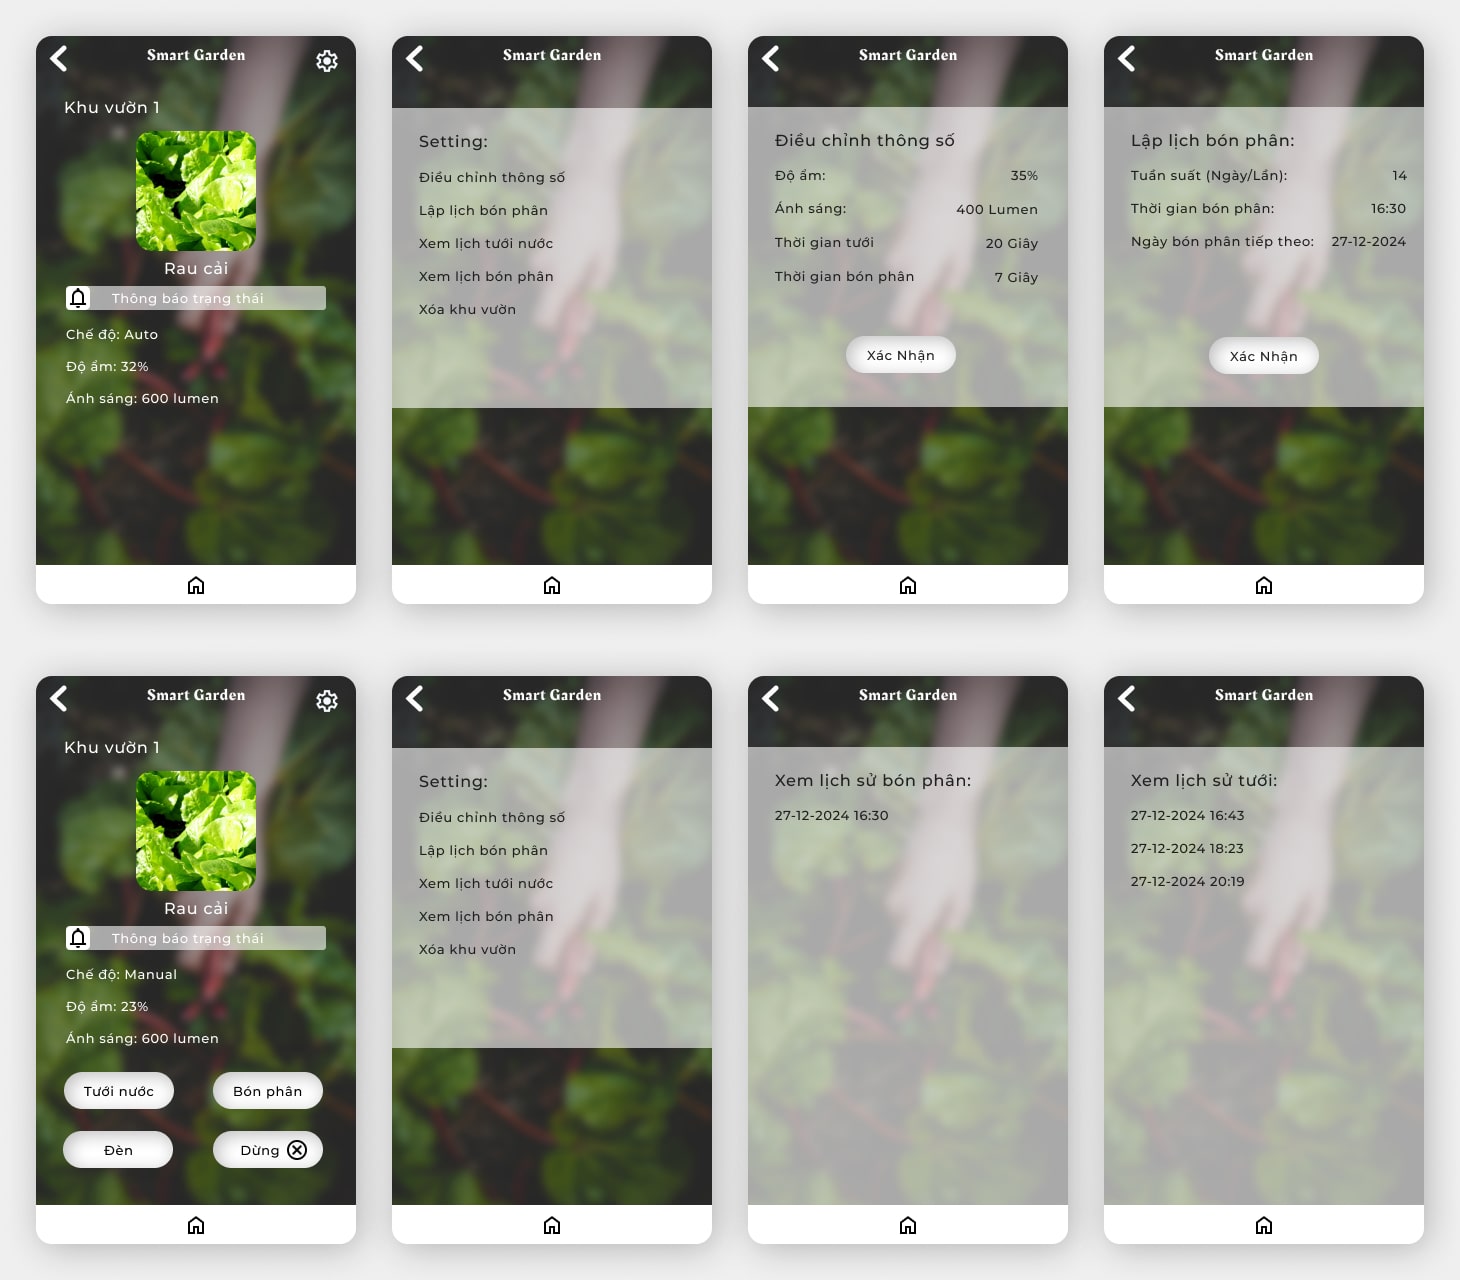 Smart Garden
Khu vườn 1
Rau cải
Thông báo trạng thái
Chế độ: Auto
Độ ẩm: 32%
Ánh sáng: 600 lumen
Smart Garden
Setting:
Điều chỉnh thông số
Lập lịch bón phân
Xem lịch tưới nước
Xem lịch bón phân
Xóa khu vườn
Smart Garden
Điều chỉnh thông số
Độ ẩm: 35%
Ánh sáng: 400 Lumen
Thời gian tưới 20 Giây
Thời gian bón phân 7 Giây
Xác Nhận
Smart Garden
Lập lịch bón phân:
Tuần suất (Ngày/Lần): 14
Thời gian bón phân: 16:30
Ngày bón phân tiếp theo: 27-12-2024
Xác Nhận
Smart Garden
Khu vườn 1
Rau cải
Thông báo trạng thái
Chế độ: Manual
Độ ẩm: 23%
Ánh sáng: 600 lumen
Tưới nước Bón phân
Đèn Dừng
Smart Garden
Setting:
Điều chỉnh thông số
Lập lịch bón phân
Xem lịch tưới nước
Xem lịch bón phân
Xóa khu vườn
Smart Garden
Xem lịch sử bón phân:
27-12-2024 16:30
Smart Garden
Xem lịch sử tưới:
27-12-2024 16:43
27-12-2024 18:23
27-12-2024 20:19